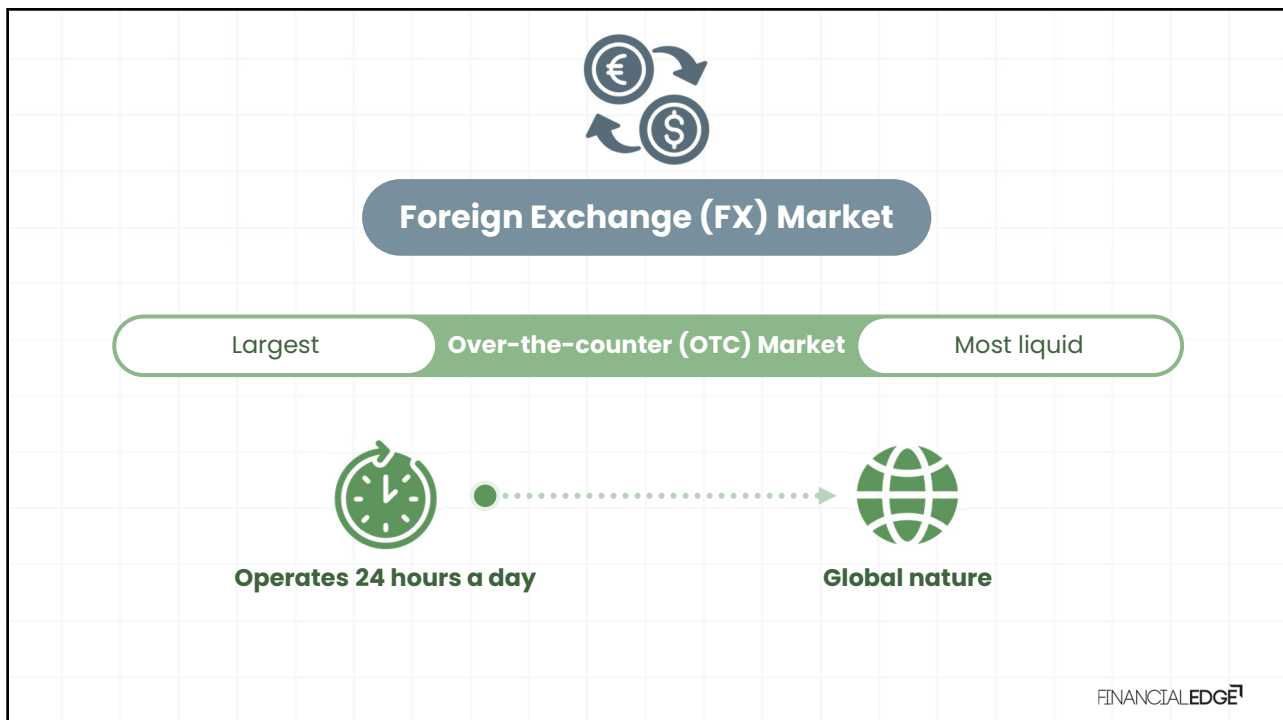 €
$
Foreign Exchange (FX) Market
Largest
Over-the-counter (OTC) Market
Most liquid
Operates 24 hours a day
Global nature
FINANCIALEDGE